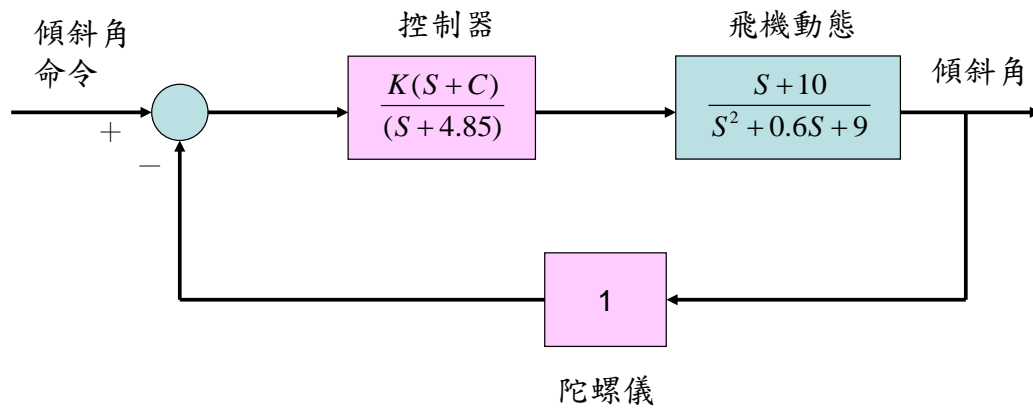 傾斜角
命令
+
−
控制器
K(S+C)
(S+4.85)
飛機動態
S+10
S²+0.6S+9
傾斜角
1
陀螺儀